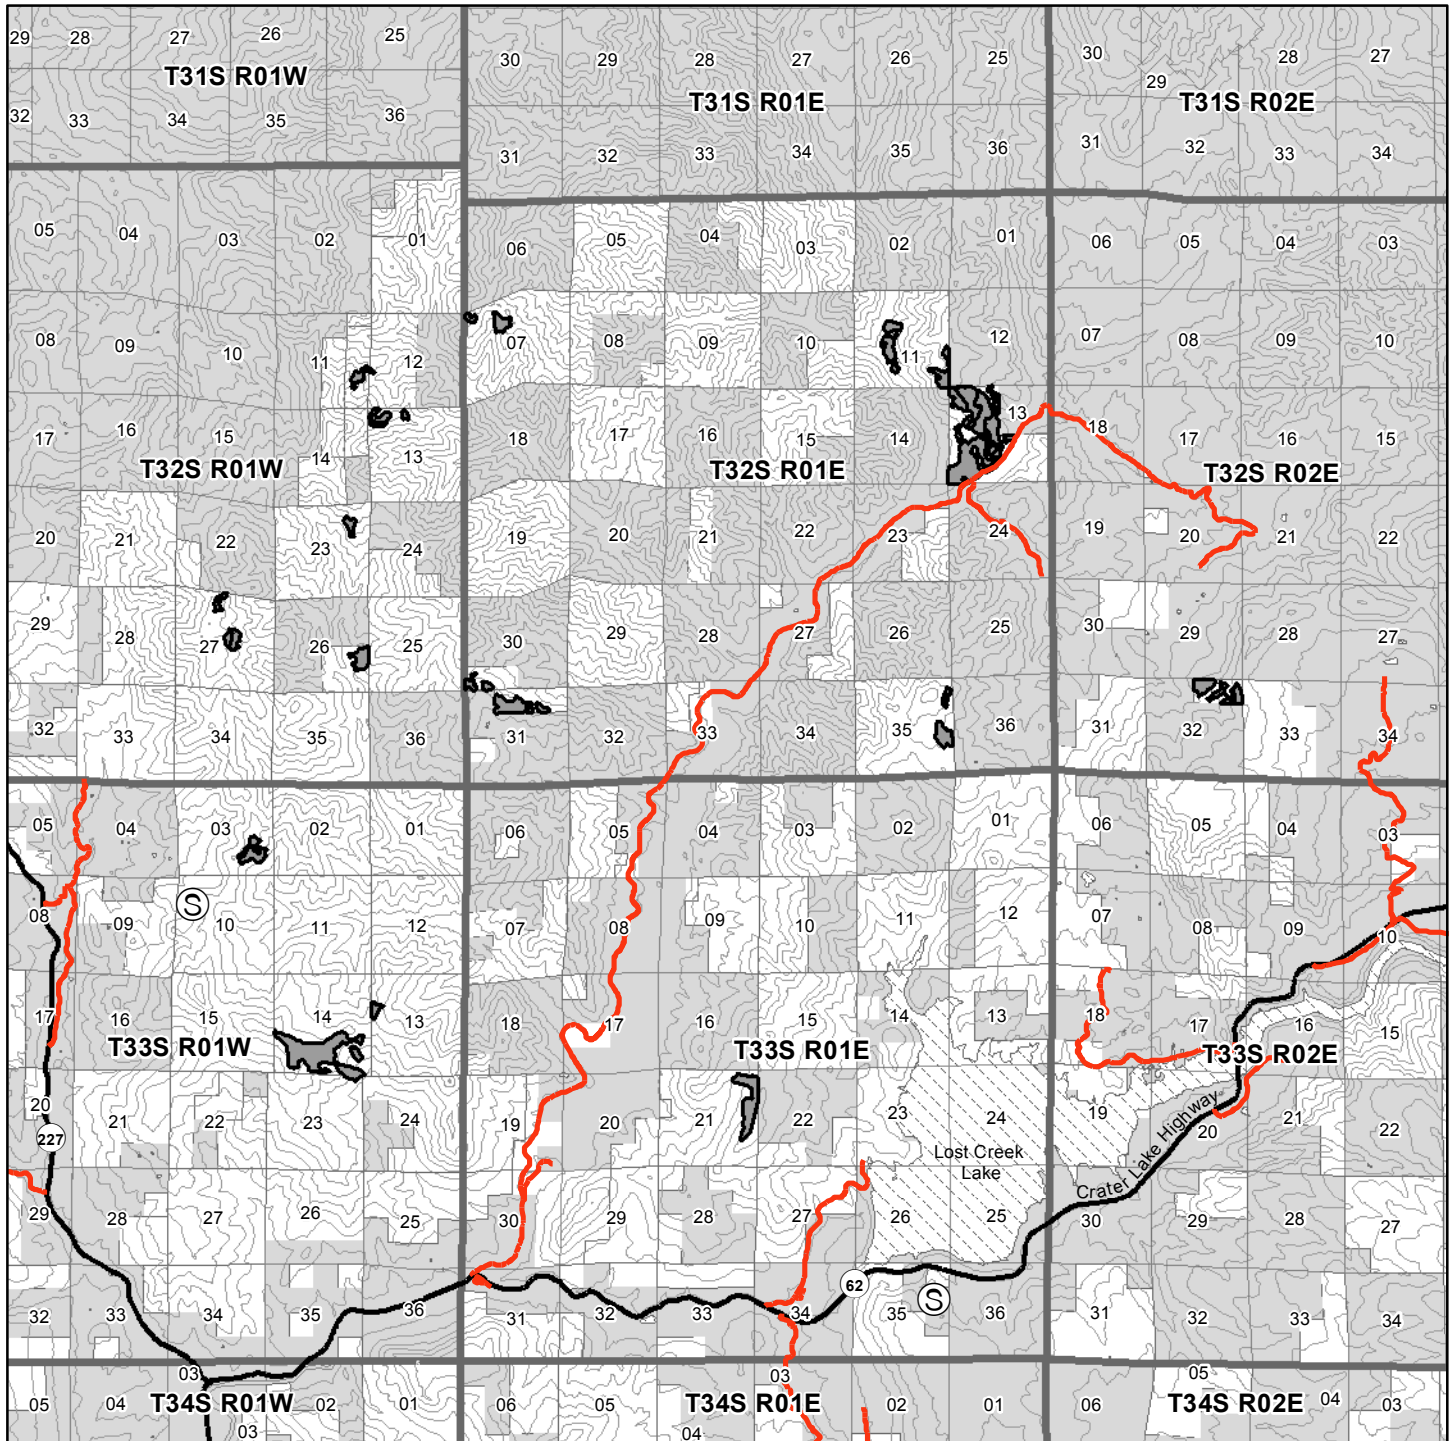 29 28 27 26 25
T31S R01W
32 33 34 35 36
30 29 28 27 26 25
T31S R01E
31 32 33 34 35 36
30 29 28 27
T31S R02E
31 32 33 34
05 04 03 02 01
08 09 10 11 12
17 16 15 14 13
T32S R01W
20 21 22 23 24
29 28 27 26 25
32 33 34 35 36
06 05 04 03 02 01
07 08 09 10 11 12
18 17 16 15 14 13
T32S R01E
19 20 21 22 23 24
30 29 28 27 26 25
31 32 33 34 35 36
06 05 04 03
07 08 09 10
18 17 16 15
T32S R02E
19 20 21 22
30 29 28 27
31 32 33 34
05 04 03 02 01
08 09 10 11 12
S
17 16 15 14 13
T33S R01W
20 21 22 23 24
227
29 28 27 26 25
32 33 34 35 36
06 05 04 03 02 01
07 08 09 10 11 12
18 17 16 15 14 13
T33S R01E
19 20 21 22 23 24
Lost Creek
Lake
30 29 28 27 26 25
62
S
31 32 33 34 35 36
06 05 04 03
07 08 09 10
18 17 16 15
T33S R02E
19 20 21 22
Crater Lake Highway
30 29 28 27
31 32 33 34
03
T34S R01W
05 04 02 01
03
03
T34S R01E
06 05 02 01
04
05
T34S R02E
06 04 03